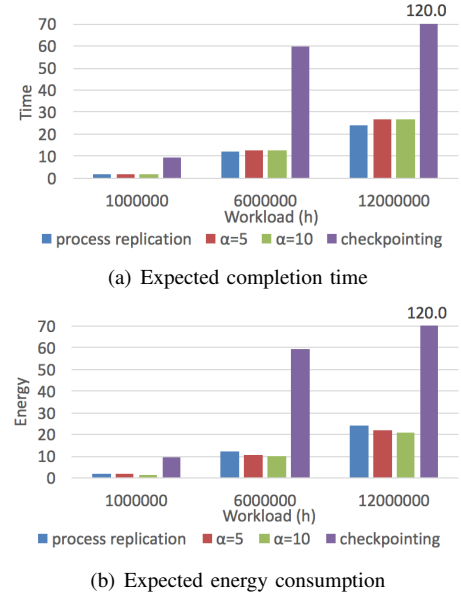 120.0
70
60
50
40
30
20
10
0
Time
1000000 6000000 12000000
Workload (h)
process replication α=5 α=10 checkpointing
(a) Expected completion time
120.0
70
60
50
40
30
20
10
0
Energy
1000000 6000000 12000000
Workload (h)
process replication α=5 α=10 checkpointing
(b) Expected energy consumption